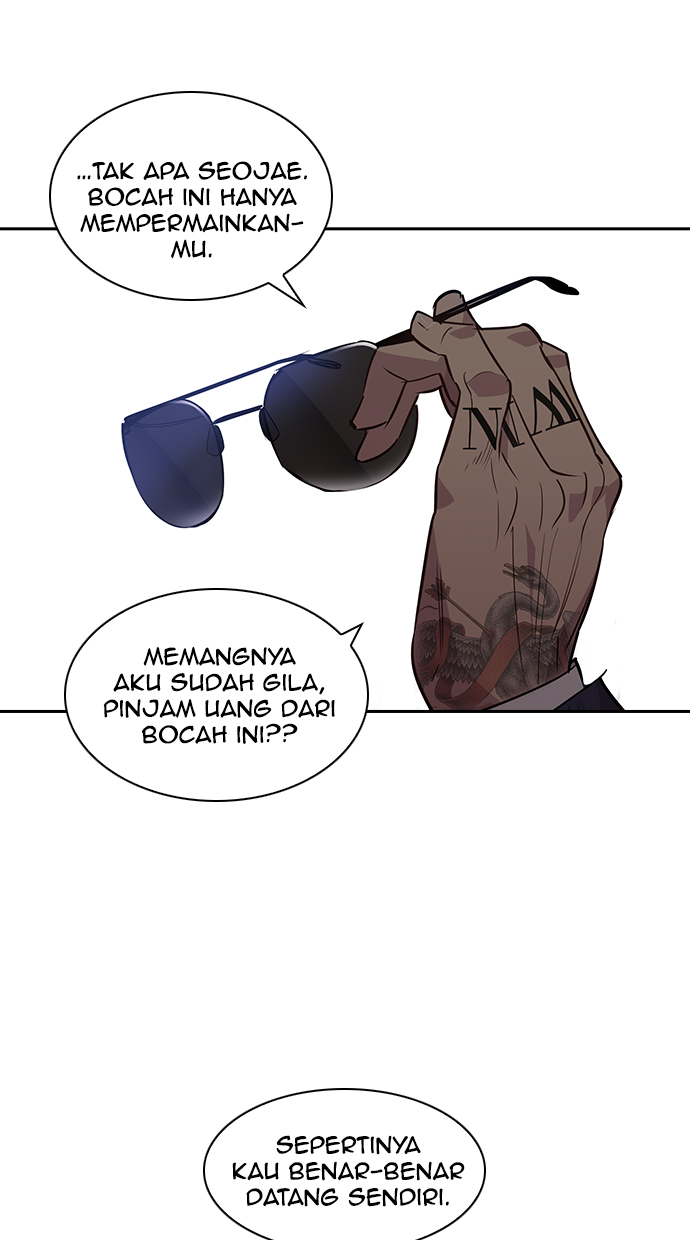 ...TAK APA SEOJAE.
BOCAH INI HANYA
MEMPERMAINKAN-
MU.
MEMANGNYA
AKU SUDAH GILA,
PINJAM UANG DARI
BOCAH INI??
SEPERTINYA
KAU BENAR-BENAR
DATANG SENDIRI.